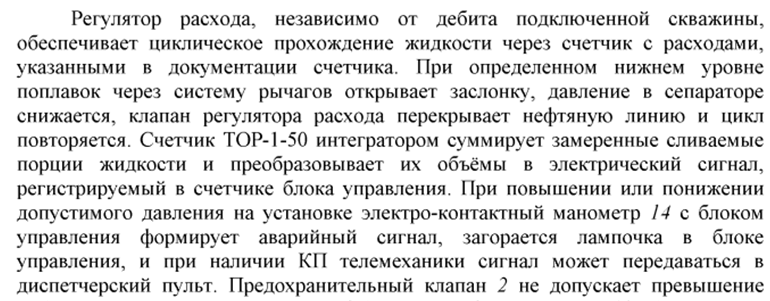 Регулятор расхода, независимо от дебита подключенной скважины,
обеспечивает циклическое прохождение жидкости через счетчик с расходами,
указанными в документации счетчика. При определенном нижнем уровне
поплавок через систему рычагов открывает заслонку, давление в сепараторе
снижается, клапан регулятора расхода перекрывает нефтяную линию и цикл
повторяется. Счетчик ТОР-1-50 интегратором суммирует замеренные сливаемые
порции жидкости и преобразовывает их объёмы в электрический сигнал,
регистрируемый в счетчике блока управления. При повышении или понижении
допустимого давления на установке электро-контактный манометр 14 с блоком
управления формирует аварийный сигнал, загорается лампочка в блоке
управления, и при наличии КП телемеханики сигнал может передаваться в
диспетчерский пульт. Предохранительный клапан 2 не допускает превышение